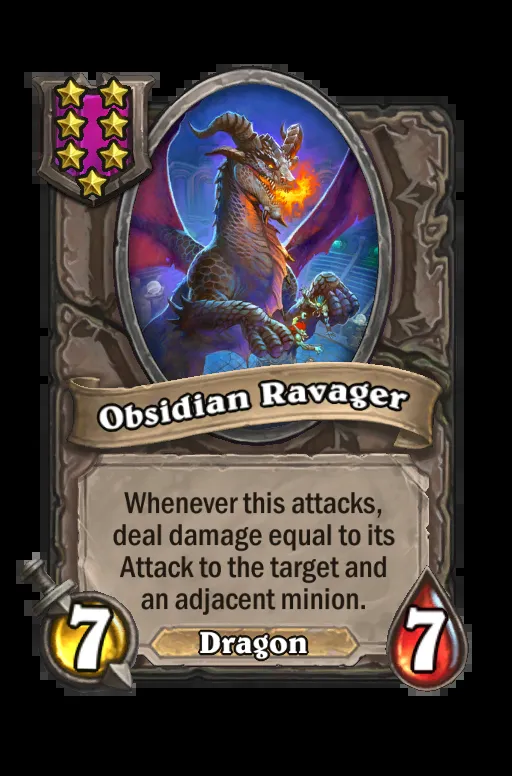 Obsidian Ravager
Whenever this attacks,
deal damage equal to its
Attack to the target and
an adjacent minion.
7
Dragon
7